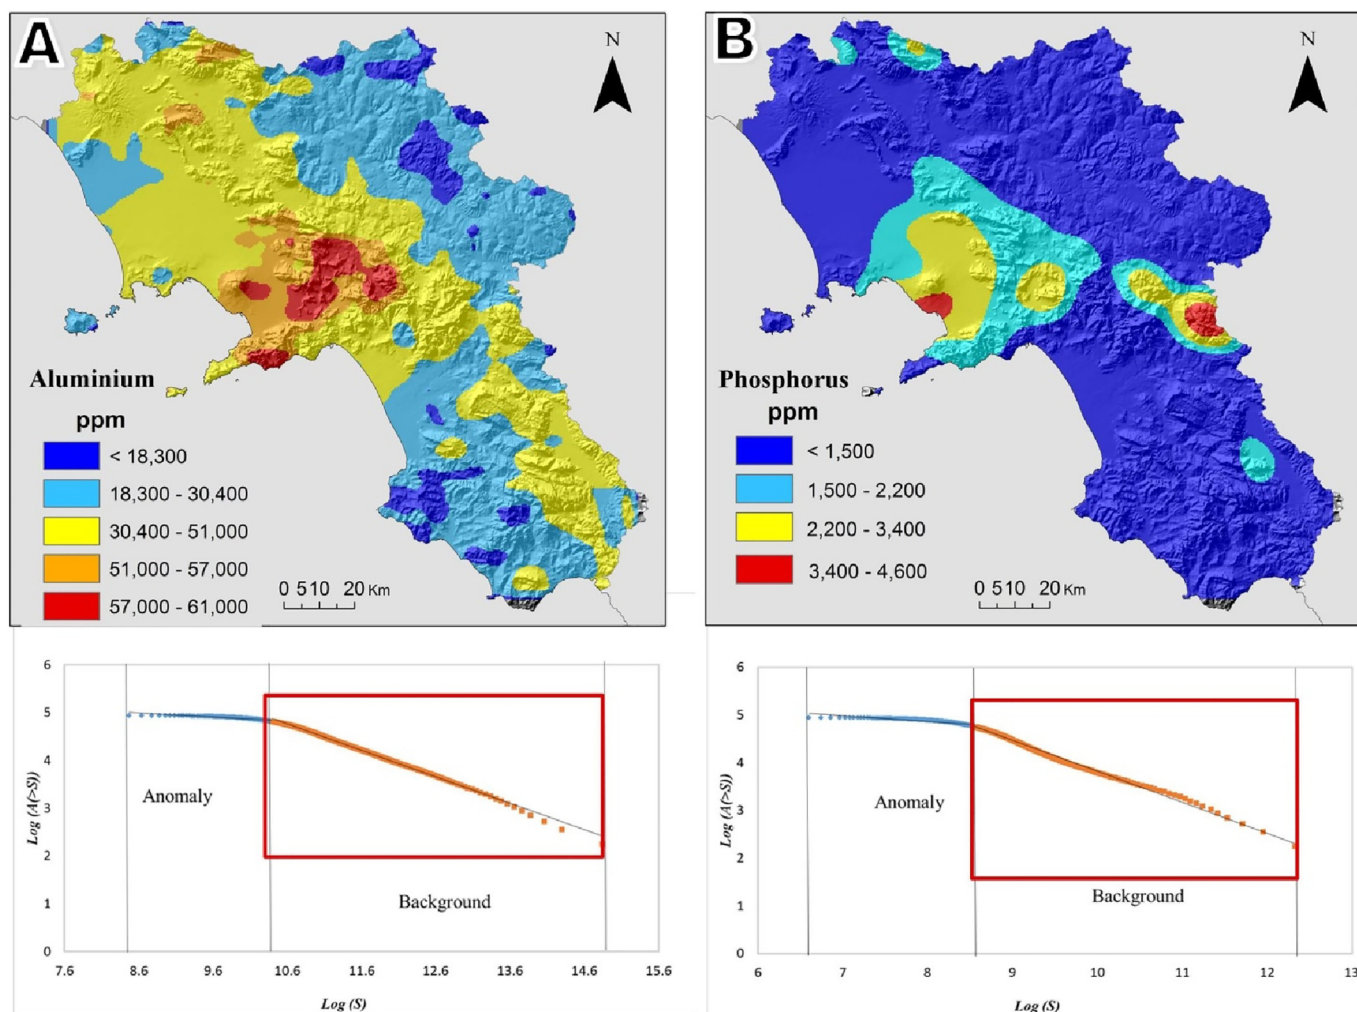 A
N
Aluminium
ppm
< 18,300
18,300 - 30,400
30,400 - 51,000
51,000 - 57,000
57,000 - 61,000
0 510 20 Km
B
N
Phosphorus
ppm
< 1,500
1,500 - 2,200
2,200 - 3,400
3,400 - 4,600
0 510 20 Km
Log (A(>S))
6
5
4
3
2
1
0
Anomaly
Background
7.6 8.6 9.6 10.6 11.6 12.6 13.6 14.6 15.6
Log (S)
Log (A(>S))
6
5
4
3
2
1
0
Anomaly
Background
6 7 8 9 10 11 12 13
Log (S)